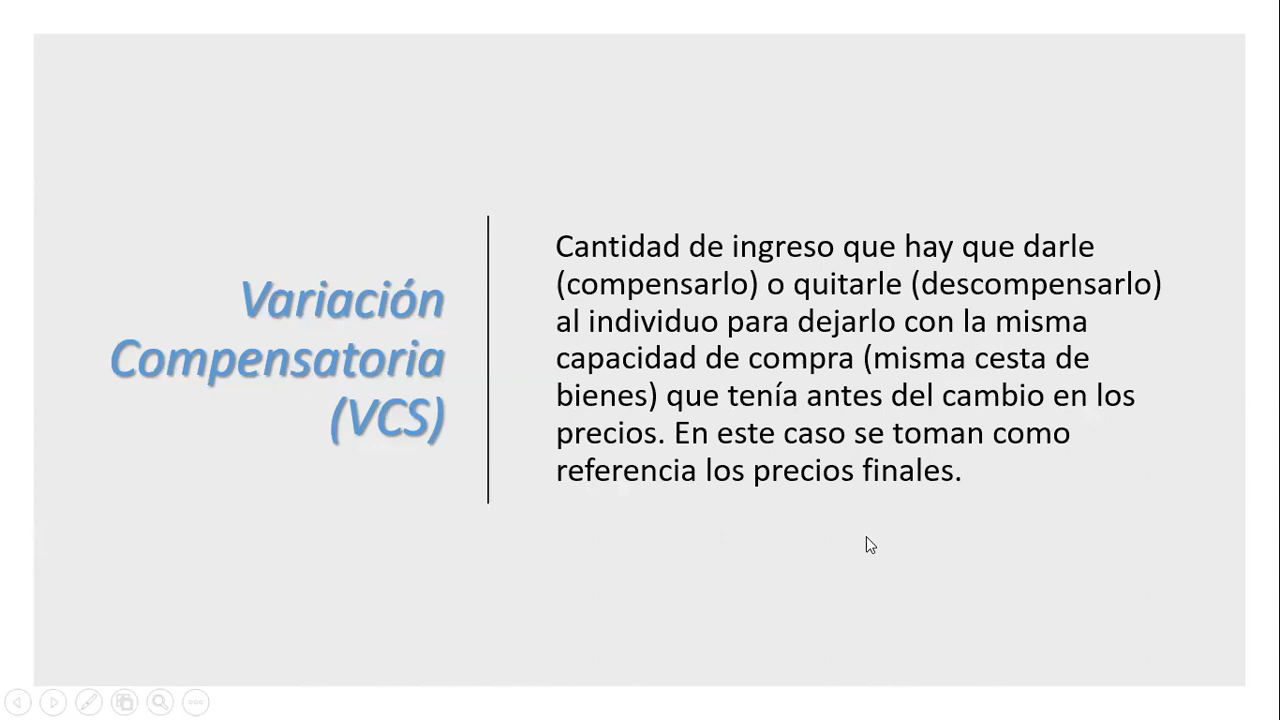 Variación
Compensatoria
(VCS)
Cantidad de ingreso que hay que darle
(compensarlo) o quitarle (descompensarlo)
al individuo para dejarlo con la misma
capacidad de compra (misma cesta de
bienes) que tenía antes del cambio en los
precios. En este caso se toman como
referencia los precios finales.